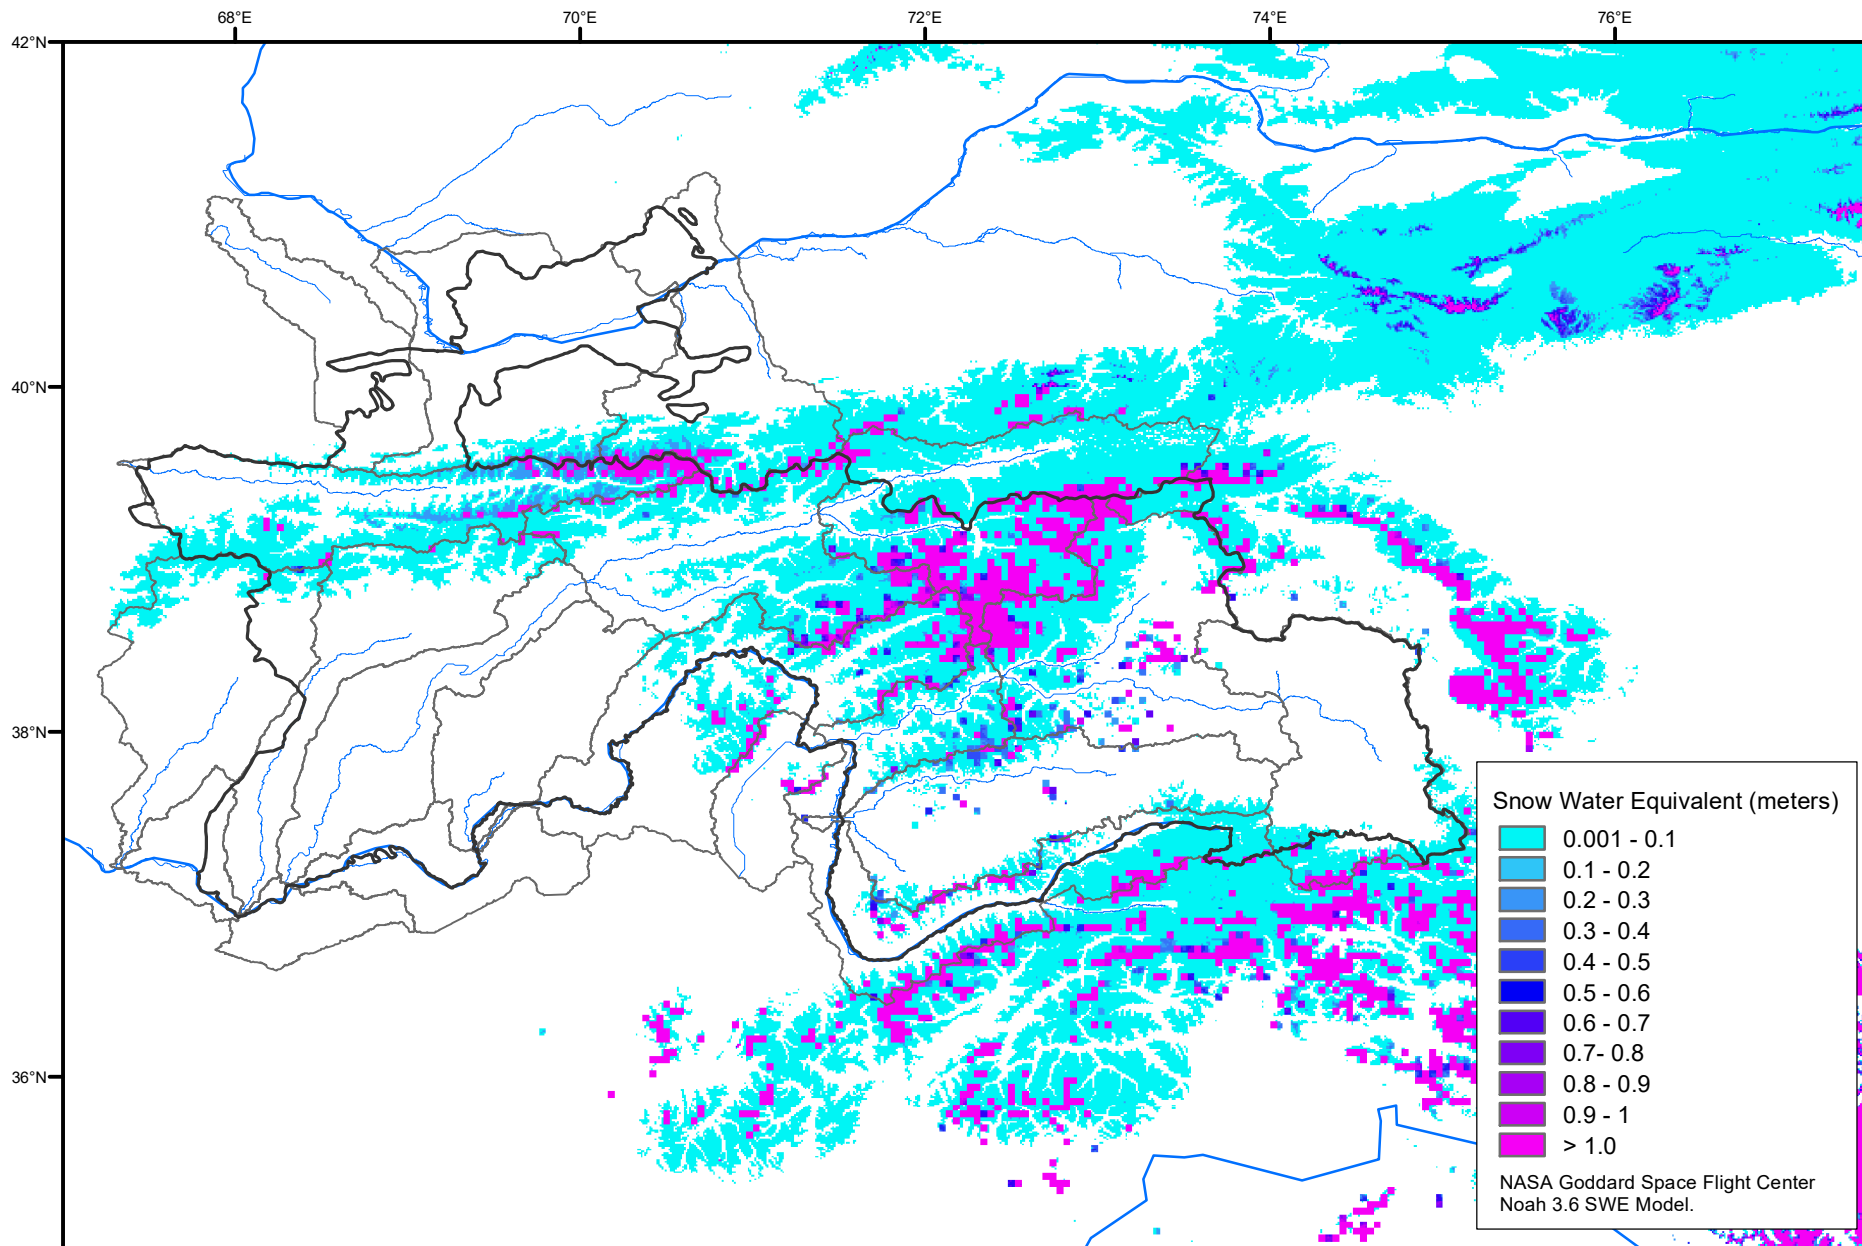 68°E
70°E
72°E
74°E
76°E
42°N
40°N
38°N
36°N
Snow Water Equivalent (meters)
0.001 - 0.1
0.1 - 0.2
0.2 - 0.3
0.3 - 0.4
0.4 - 0.5
0.5 - 0.6
0.6 - 0.7
0.7- 0.8
0.8 - 0.9
0.9 - 1
> 1.0
NASA Goddard Space Flight Center
Noah 3.6 SWE Model.